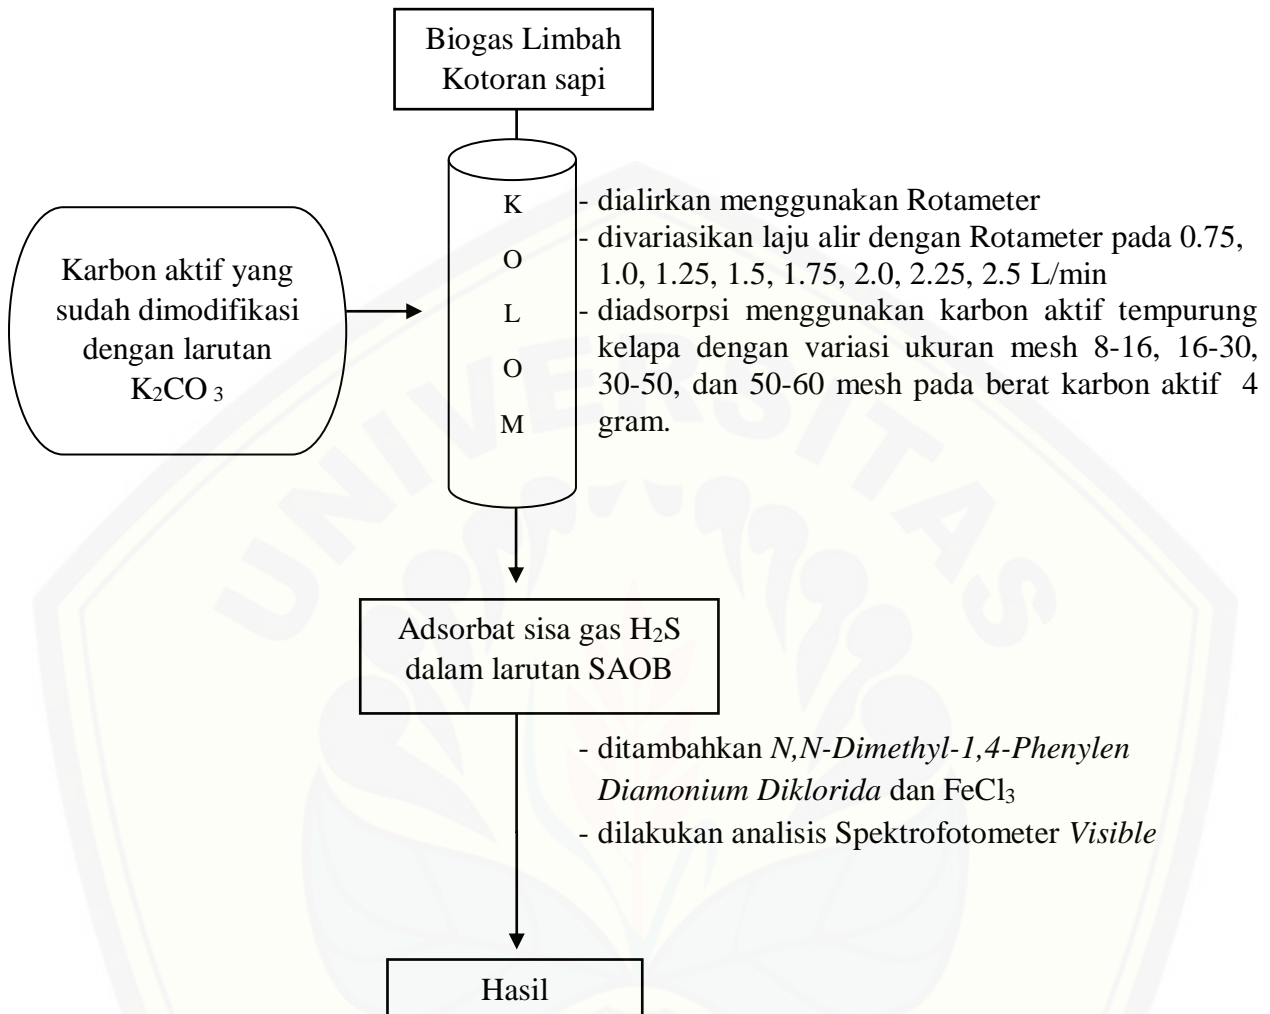 Biogas Limbah
Kotoran sapi
K
O
L
O
M
- dialirkan menggunakan Rotameter
- divariasikan laju alir dengan Rotameter pada 0.75,
1.0, 1.25, 1.5, 1.75, 2.0, 2.25, 2.5 L/min
- diadsorpsi menggunakan karbon aktif tempurung
kelapa dengan variasi ukuran mesh 8-16, 16-30,
30-50, dan 50-60 mesh pada berat karbon aktif 4
gram.
Karbon aktif yang
sudah dimodifikasi
dengan larutan
K₂CO ₃
Adsorbat sisa gas H₂S
dalam larutan SAOB
- ditambahkan N,N-Dimethyl-1,4-Phenylen
Diamonium Diklorida dan FeCl₃
- dilakukan analisis Spektrofotometer Visible
Hasil
UNIVERSITAS